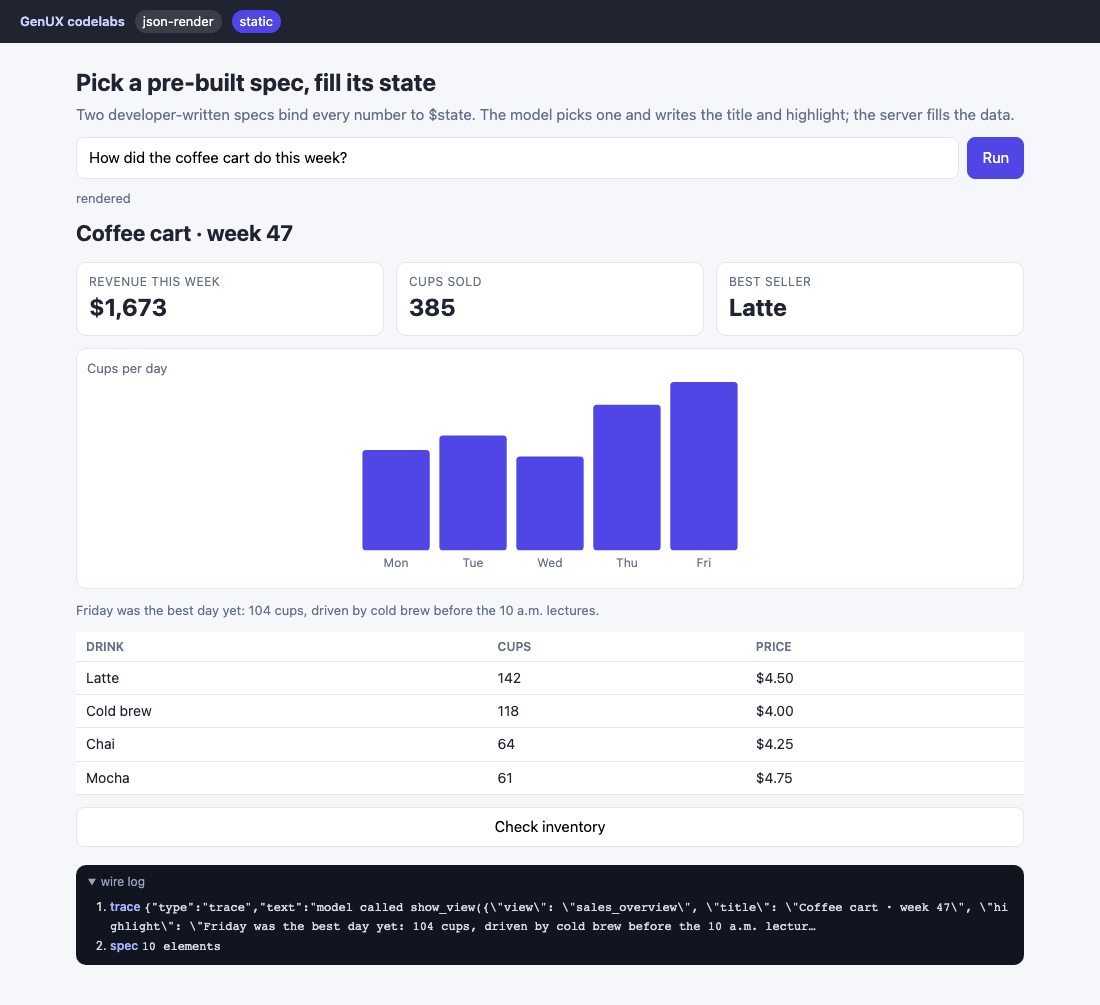 GenUX codelabs json-render static
Pick a pre-built spec, fill its state
Two developer-written specs bind every number to $state. The model picks one and writes the title and highlight; the server fills the data.
How did the coffee cart do this week? Run
rendered
Coffee cart · week 47
REVENUE THIS WEEK CUPS SOLD BEST SELLER
$1,673 385 Latte
Cups per day
Mon Tue Wed Thu Fri
Friday was the best day yet: 104 cups, driven by cold brew before the 10 a.m. lectures.
DRINK CUPS PRICE
Latte 142 $4.50
Cold brew 118 $4.00
Chai 64 $4.25
Mocha 61 $4.75
Check inventory
▼ wire log
1. trace {"type":"trace","text":"model called show_view({\"view\": \"sales_overview\", \"title\": \"Coffee cart · week 47\", \"hi
ghlight\": \"Friday was the best day yet: 104 cups, driven by cold brew before the 10 a.m. lectur…
2. spec 10 elements